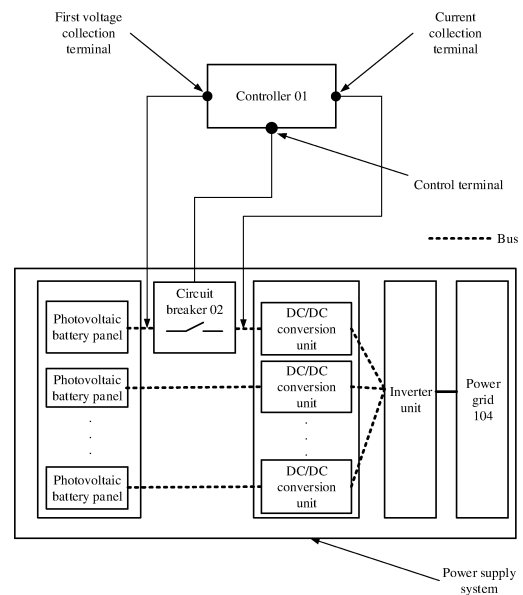 First voltage
collection
terminal
Current
collection
terminal
Controller 01
Control terminal
Bus
Circuit
breaker 02
Photovoltaic
battery panel
DC/DC
conversion
unit
Photovoltaic
battery panel
DC/DC
conversion
unit
Inverter
unit
Power
grid
104
Photovoltaic
battery panel
DC/DC
conversion
unit
Power supply
system